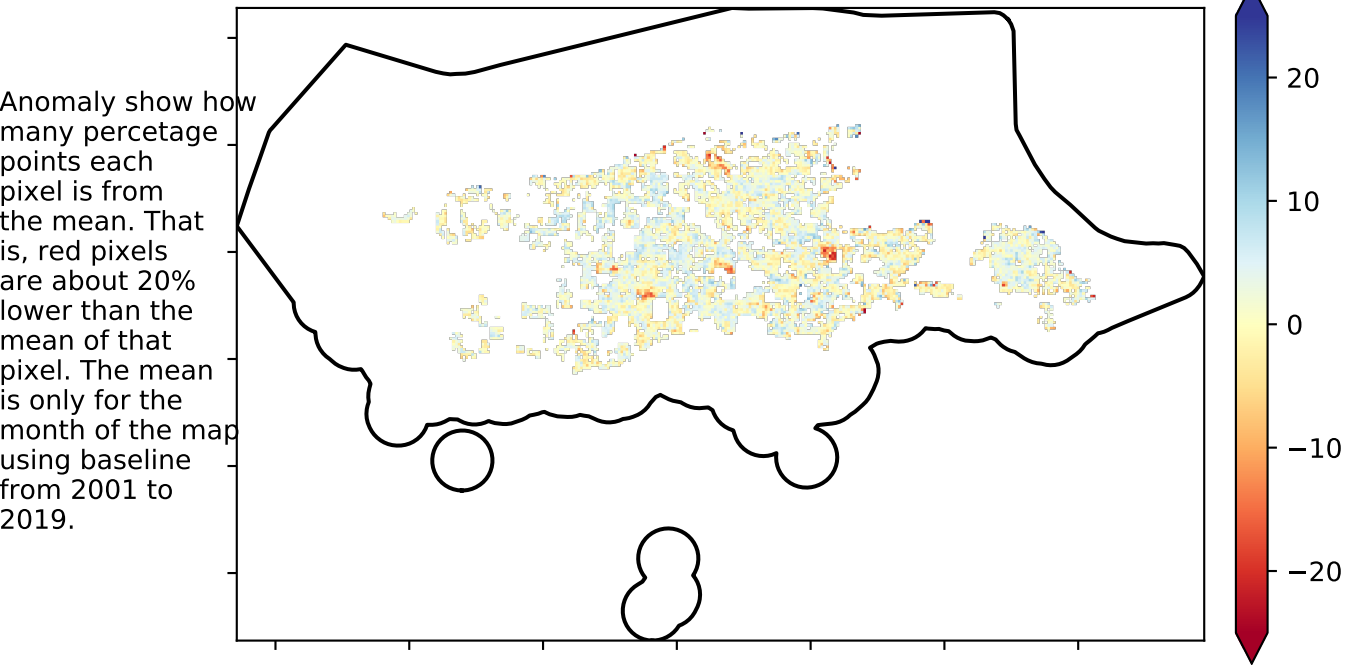 Anomaly show how
many percetage
points each
pixel is from
the mean. That
is, red pixels
are about 20%
lower than the
mean of that
pixel. The mean
is only for the
month of the map
using baseline
from 2001 to
2019.
20
10
0
−10
−20